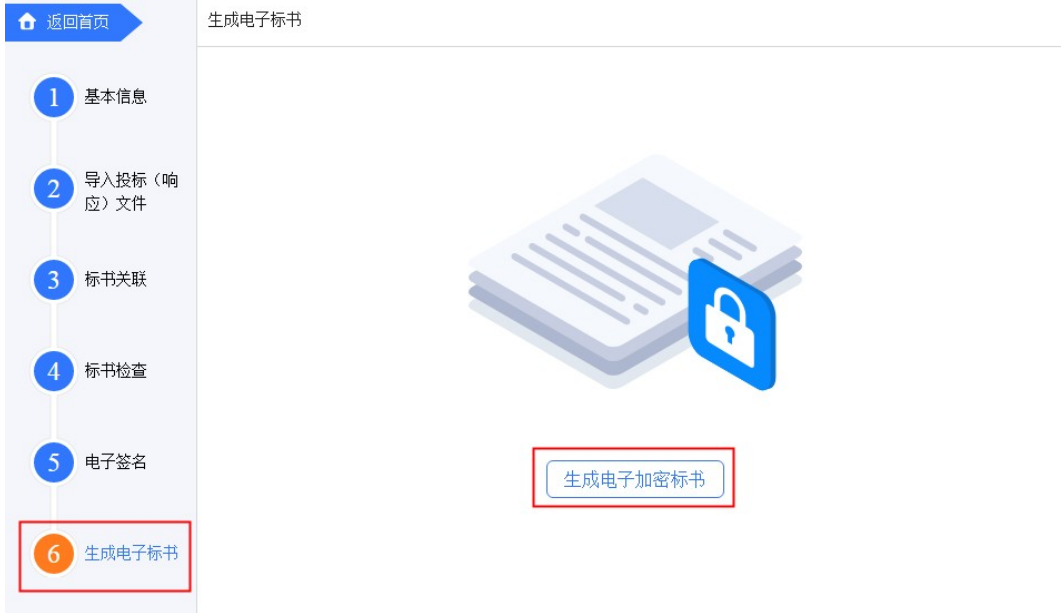 返回首页
生成电子标书
1
基本信息
2
导入投标（响
应）文件
3
标书关联
4
标书检查
5
电子签名
生成电子加密标书
6
生成电子标书